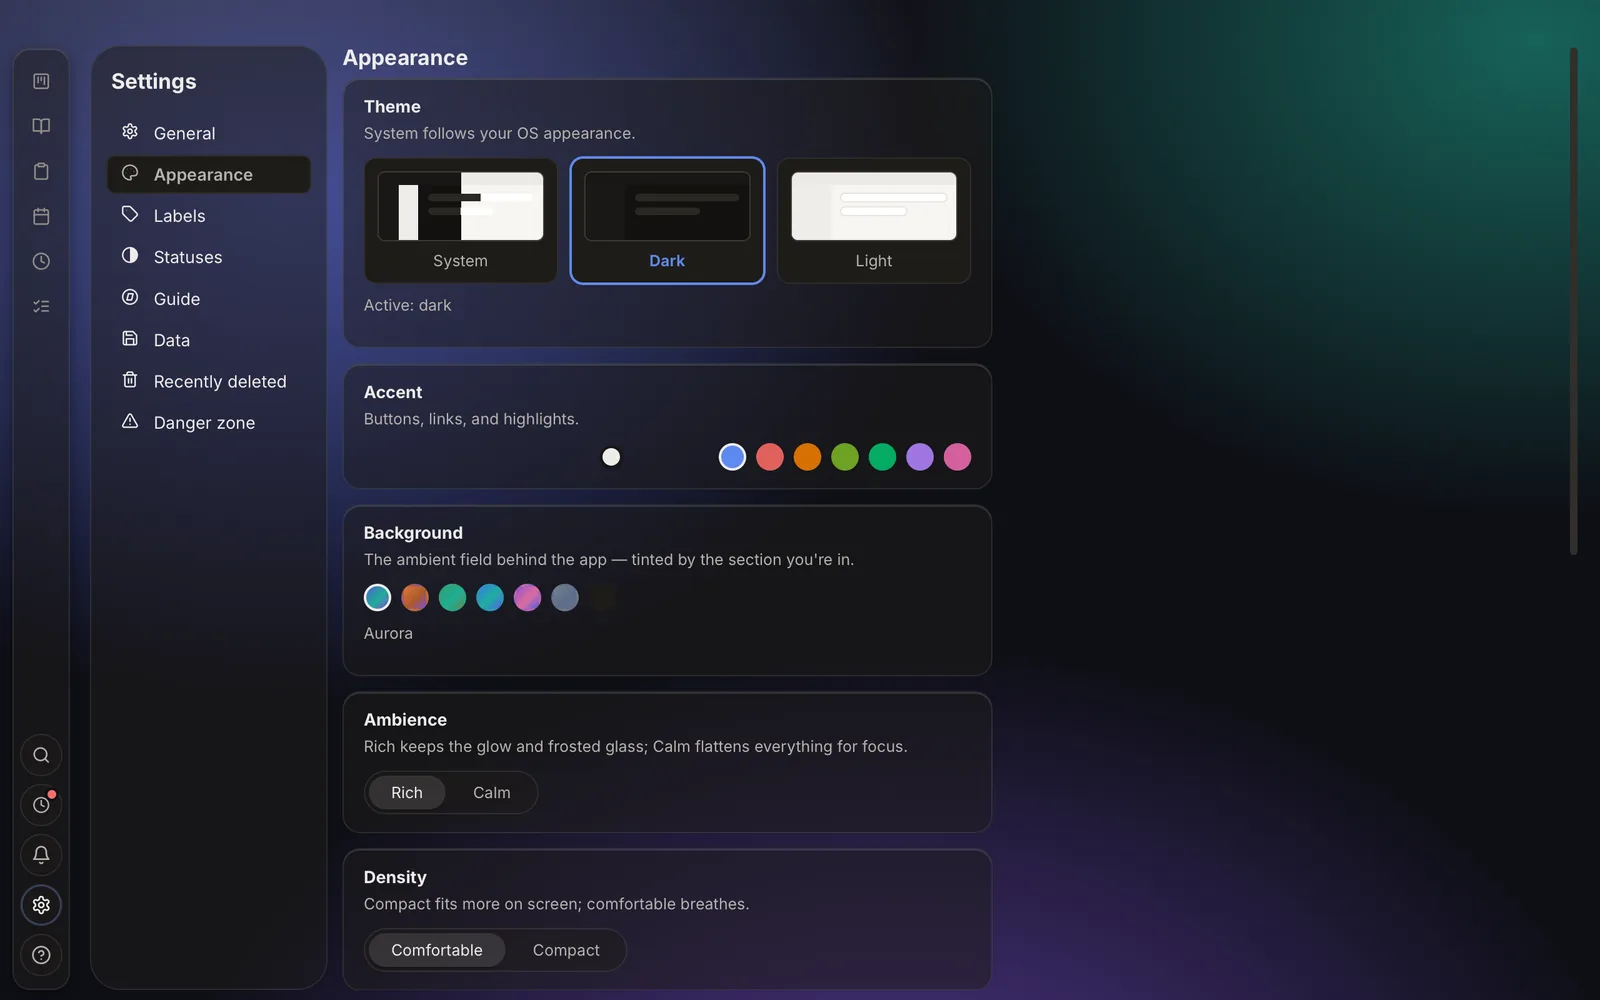 Settings
General
Appearance
Labels
Statuses
Guide
Data
Recently deleted
Danger zone
Appearance
Theme
System follows your OS appearance.
System
Dark
Light
Active: dark
Accent
Buttons, links, and highlights.
Background
The ambient field behind the app — tinted by the section you're in.
Aurora
Ambience
Rich keeps the glow and frosted glass; Calm flattens everything for focus.
Rich
Calm
Density
Compact fits more on screen; comfortable breathes.
Comfortable
Compact